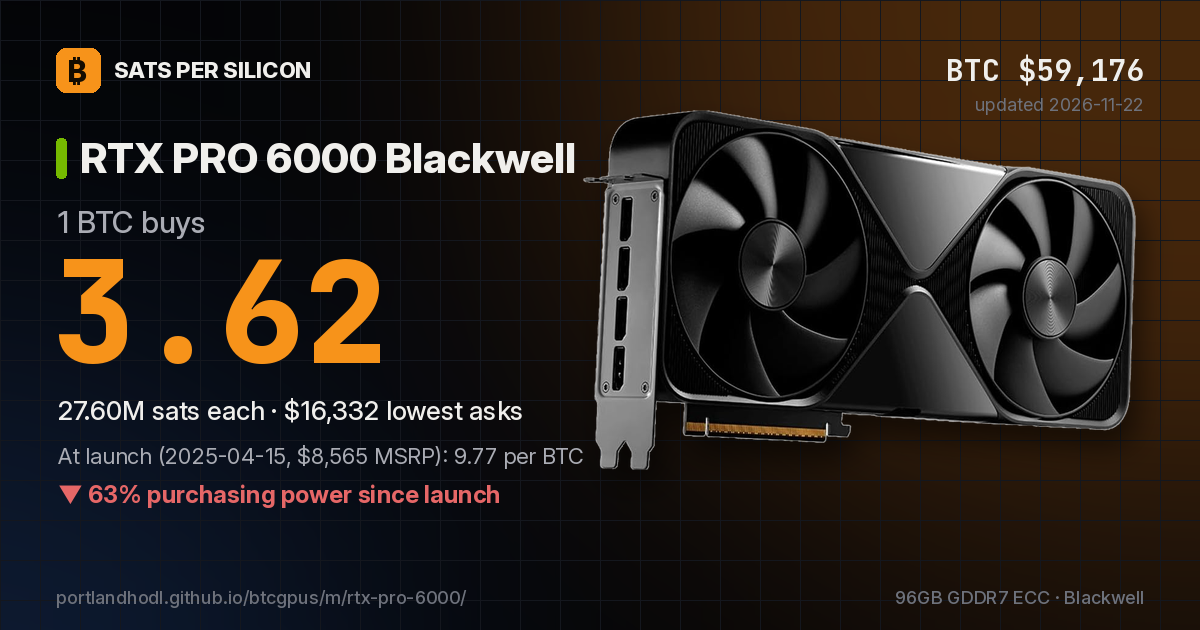 ₿ SATS PER SILICON
BTC $59,176
updated 2026-11-22
RTX PRO 6000 Blackwell
1 BTC buys
3.62
27.60M sats each · $16,332 lowest asks
At launch (2025-04-15, $8,565 MSRP): 9.77 per BTC
▼ 63% purchasing power since launch
portlandhodl.github.io/btcgpus/m/rtx-pro-6000/
96GB GDDR7 ECC · Blackwell